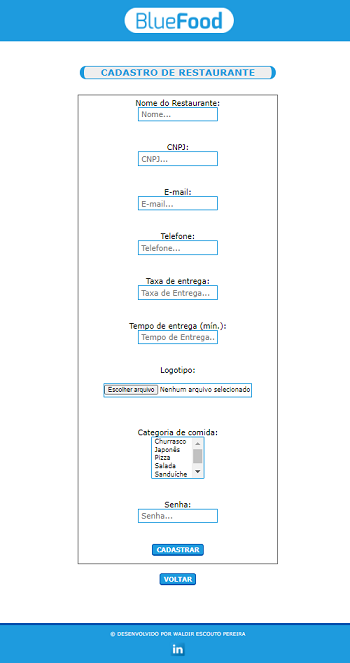 BlueFood
CADASTRO DE RESTAURANTE
Nome do Restaurante:
Nome...
CNPJ:
CNPJ...
E-mail:
E-mail...
Telefone:
Telefone...
Taxa de entrega:
Taxa de Entrega...
Tempo de entrega (mín.):
Tempo de Entrega..
Logotipo:
Escolher arquivo Nenhum arquivo selecionado
Categoria de comida:
Churrasco
Japonês
Pizza
Salada
Sanduíche
Senha:
Senha...
CADASTRAR
VOLTAR
© DESENVOLVIDO POR WALDIR ESCOUTO PEREIRA
in